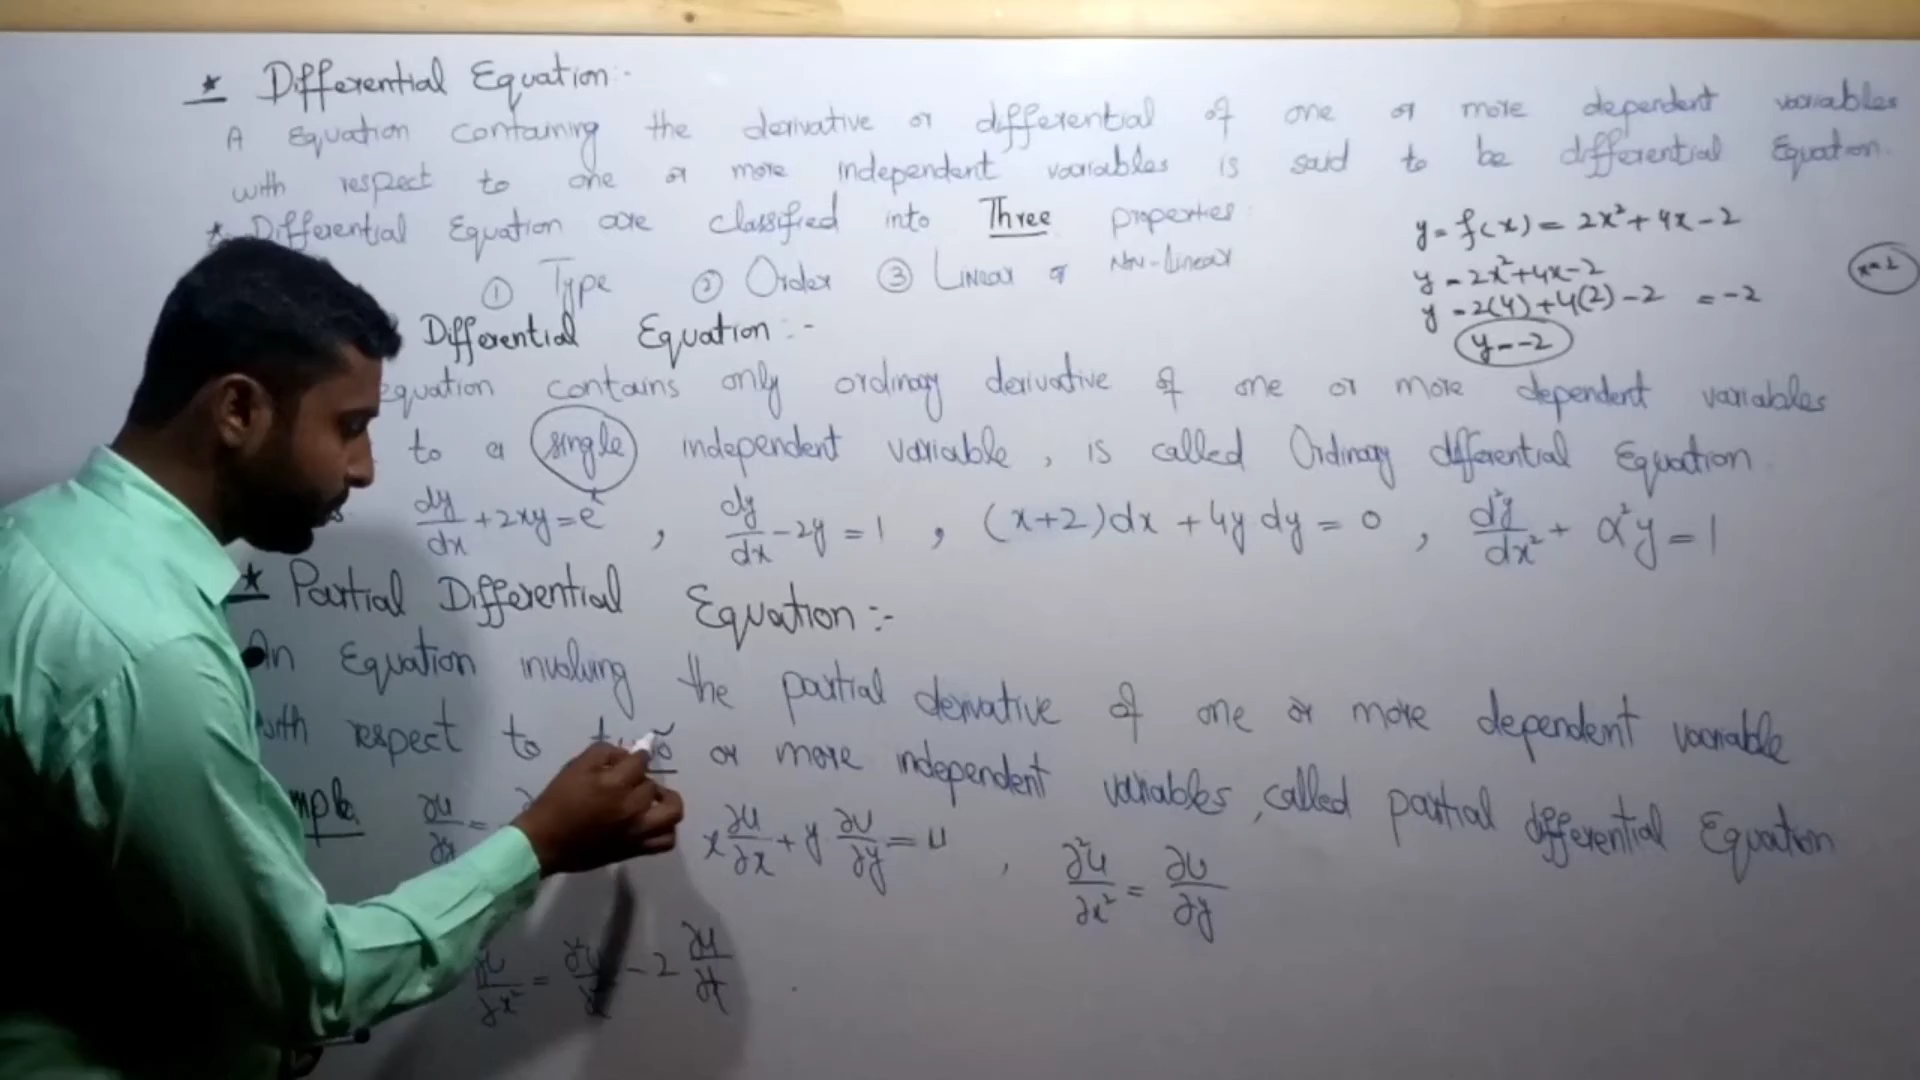 * Differential Equation:-
A Equation containing the derivative or differential of one or more dependent variables
with respect to one or more independent variables is said to be differential Equation.
* Differential Equation are classified into Three properties:
① Type ② Order ③ Linear or Non-Linear
y = f(x) = 2x² + 4x - 2
y = 2x² + 4x - 2
y = 2(4) + 4(2) - 2 = -2
y = -2
x = 2
Differential Equation:-
equation contains only ordinary derivative of one or more dependent variables
to a single independent variable, is called Ordinary differential Equation.
dy/dx + 2xy = eˣ , dy/dx - 2y = 1 , (x+2)dx + 4y dy = 0 , d²y/dx² + α²y = 1
* Partial Differential Equation:-
An Equation involving the partial derivative of one or more dependent variable
with respect to two or more independent variables, called partial differential Equation
∂u/∂x = x ∂u/∂x + y ∂u/∂y = u , ∂²u/∂x² = ∂u/∂y
- 2 ∂u/∂t